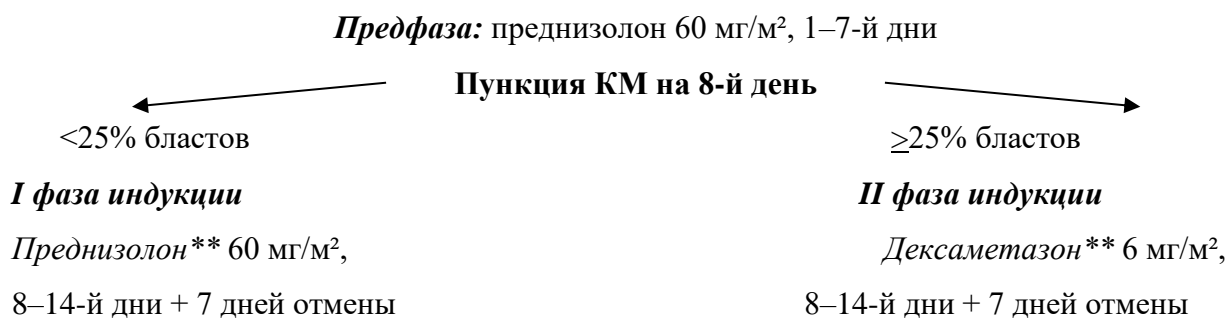 Предфаза: преднизолон 60 мг/м², 1–7-й дни
Пункция КМ на 8-й день
<25% бластов
≥25% бластов
I фаза индукции
II фаза индукции
Преднизолон** 60 мг/м²,
Дексаметазон** 6 мг/м²,
8–14-й дни + 7 дней отмены
8–14-й дни + 7 дней отмены